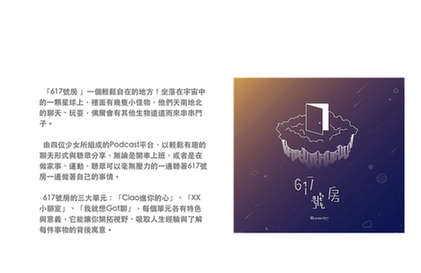 「617號房 」一個輕鬆自在的地方！坐落在宇宙中
的一顆星球上，裡面有幾隻小怪物，他們天南地北
的聊天、玩耍，偶爾會有其他生物遠道而來串串門
子。
由四位少女所組成的Podcast平台，以輕鬆有趣的
聊天形式與聽眾分享，無論是開車上班，或者是在
做家事，運動，聽眾可以毫無壓力的一邊聽著617號
房一邊做著自己的事情。
617號房的三大單元：「Ciao進你的心」、「XX
小聊室」、「我就想Got聊」，每個單元各有特色
與意義，它能讓你開拓視野，吸取人生經驗與了解
每件事物的背後寓意。
617
號房
Room617